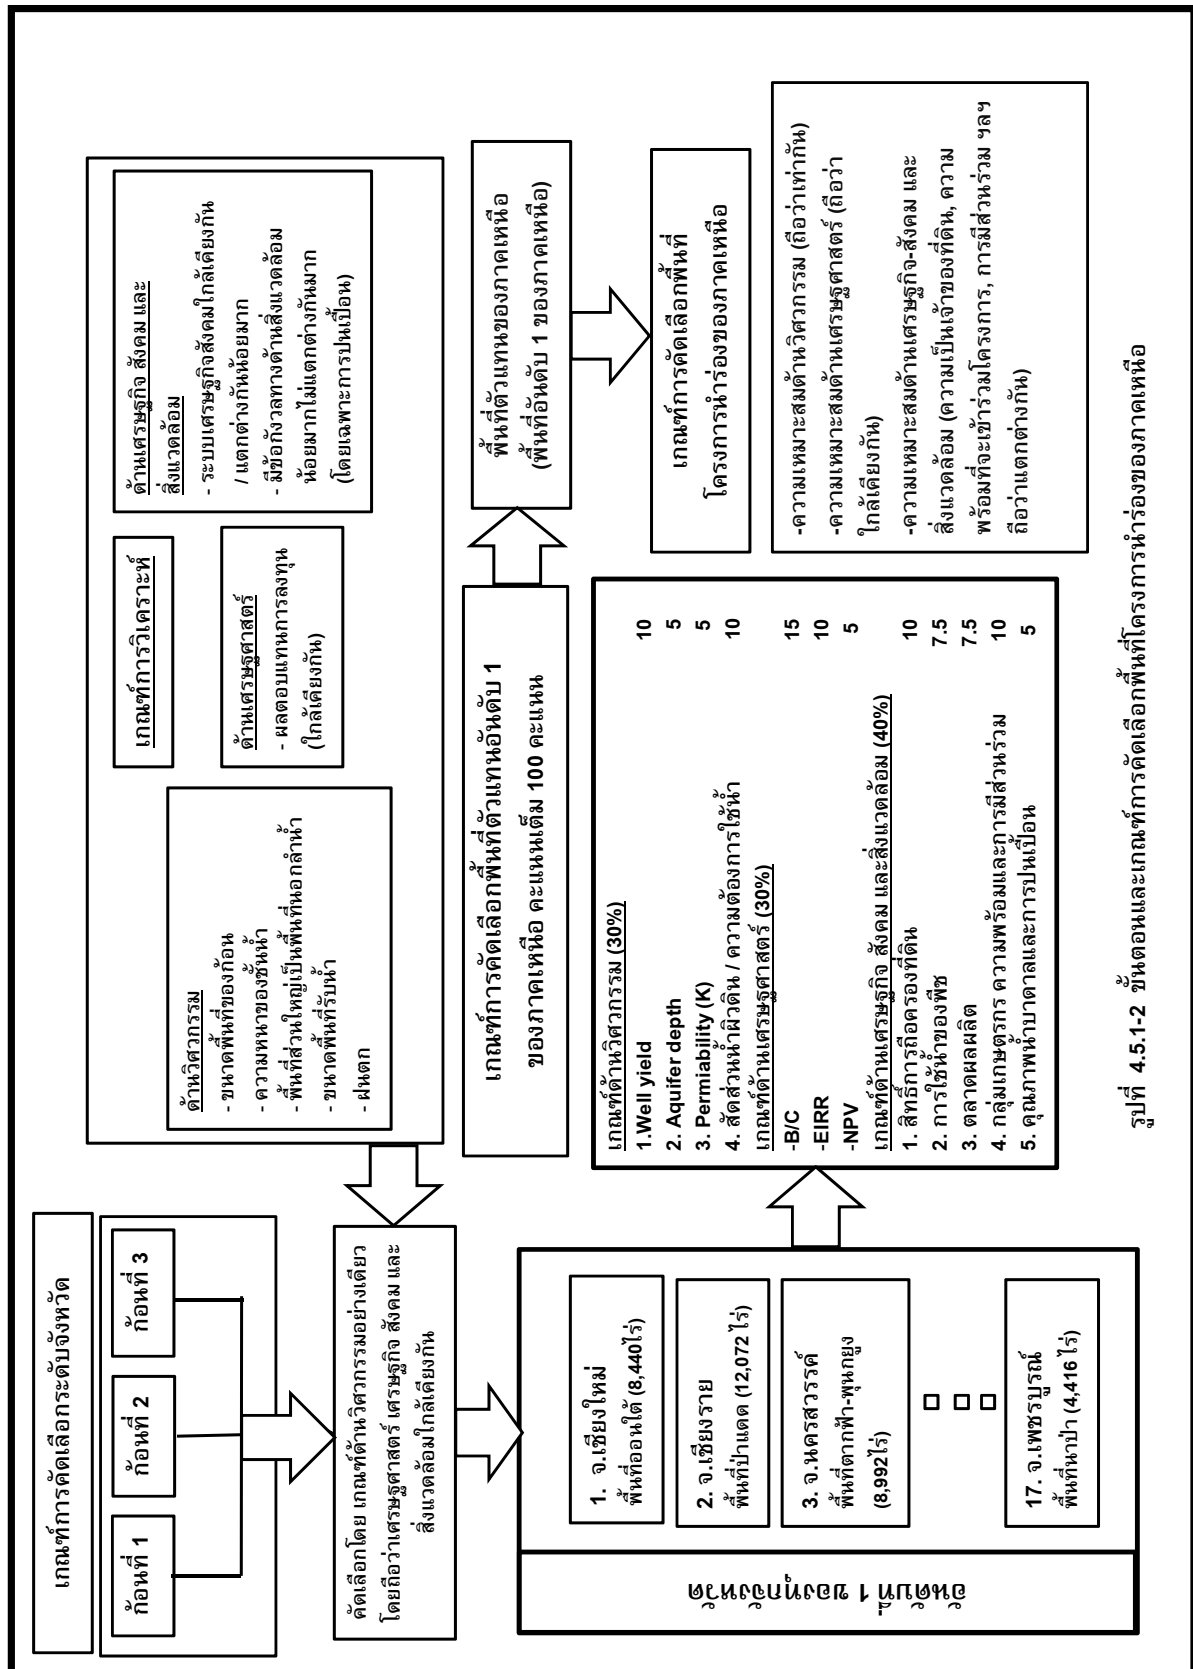 เกณฑ์การคัดเลือกระดับจังหวัด
ก้อนที่ 1
ก้อนที่ 2
ก้อนที่ 3
เกณฑ์การวิเคราะห์
ด้านวิศวกรรม
- ขนาดพื้นที่ของก้อน
- ความหนาของชั้นน้ำ
- พื้นที่ส่วนใหญ่เป็นพื้นที่นอกลำน้ำ
- ขนาดพื้นที่รับน้ำ
- ฝนตก
ด้านเศรษฐศาสตร์
- ผลตอบแทนการลงทุน
(ใกล้เคียงกัน)
ด้านเศรษฐกิจ สังคม และ
สิ่งแวดล้อม
- ระบบเศรษฐกิจสังคมใกล้เคียงกัน
/ แตกต่างกันน้อยมาก
- มีข้อกังวลทางด้านสิ่งแวดล้อม
น้อยมากไม่แตกต่างกันมาก
(โดยเฉพาะการปนเปื้อน)
คัดเลือกโดย เกณฑ์ด้านวิศวกรรมอย่างเดียว
โดยถือว่าเศรษฐศาสตร์ เศรษฐกิจ สังคม และ
สิ่งแวดล้อมใกล้เคียงกัน
อันดับที่ 1 ของทุกจังหวัด
1. จ.เชียงใหม่
พื้นที่ออนใต้ (8,440ไร่)
2. จ.เชียงราย
พื้นที่ป่าแดด (12,072 ไร่)
3. จ.นครสวรรค์
พื้นที่ตากฟ้า-พุนกยูง
(8,992ไร่)
17. จ.เพชรบูรณ์
พื้นที่นาป่า (4,416 ไร่)
เกณฑ์การคัดเลือกพื้นที่ตัวแทนอันดับ 1
ของภาคเหนือ คะแนนเต็ม 100 คะแนน
เกณฑ์ด้านวิศวกรรม (30%)
1.Well yield 10
2. Aquifer depth 5
3. Permiability (K) 5
4. สัดส่วนน้ำผิวดิน / ความต้องการใช้น้ำ 10
เกณฑ์ด้านเศรษฐศาสตร์ (30%)
-B/C 15
-EIRR 10
-NPV 5
เกณฑ์ด้านเศรษฐกิจ สังคม และสิ่งแวดล้อม (40%)
1. สิทธิ์การถือครองที่ดิน 10
2. การใช้น้ำของพืช 7.5
3. ตลาดผลผลิต 7.5
4. กลุ่มเกษตรกร ความพร้อมและการมีส่วนร่วม 10
5. คุณภาพน้ำบาดาลและการปนเปื้อน 5
พื้นที่ตัวแทนของภาคเหนือ
(พื้นที่อันดับ 1 ของภาคเหนือ)
เกณฑ์การคัดเลือกพื้นที่
โครงการนำร่องของภาคเหนือ
-ความเหมาะสมด้านวิศวกรรม (ถือว่าเท่ากัน)
-ความเหมาะสมด้านเศรษฐศาสตร์ (ถือว่า
ใกล้เคียงกัน)
-ความเหมาะสมด้านเศรษฐกิจ-สังคม และ
สิ่งแวดล้อม (ความเป็นเจ้าของที่ดิน, ความ
พร้อมที่จะเข้าร่วมโครงการ, การมีส่วนร่วม ฯลฯ
ถือว่าแตกต่างกัน)
รูปที่ 4.5.1-2 ขั้นตอนและเกณฑ์การคัดเลือกพื้นที่โครงการนำร่องของภาคเหนือ